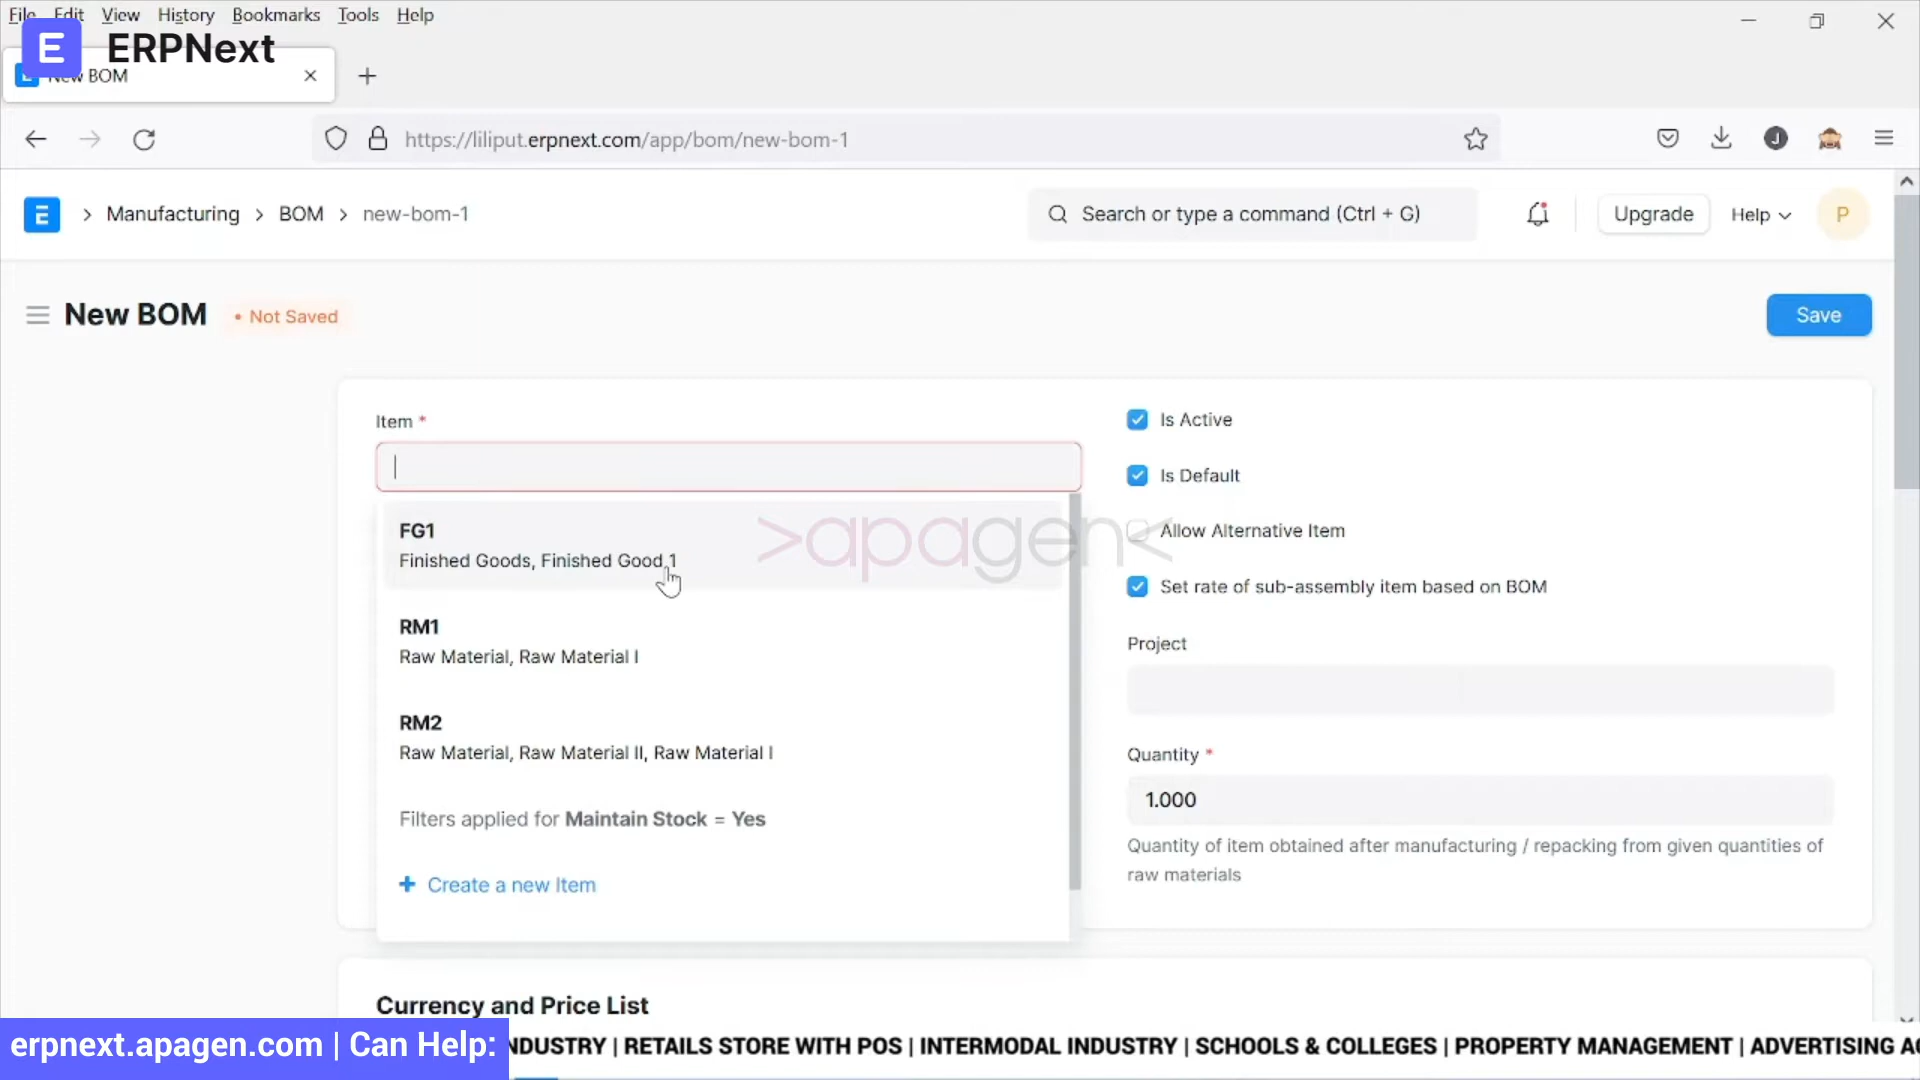 File Edit View History Bookmarks Tools Help
E ERPNext
New BOM
https://liliput.erpnext.com/app/bom/new-bom-1
E > Manufacturing > BOM > new-bom-1
Search or type a command (Ctrl + G)
Upgrade
Help
P
New BOM
• Not Saved
Save
Item *
FG1
Finished Goods, Finished Good 1
RM1
Raw Material, Raw Material I
RM2
Raw Material, Raw Material II, Raw Material I
Filters applied for Maintain Stock = Yes
+ Create a new Item
Is Active
Is Default
Allow Alternative Item
Set rate of sub-assembly item based on BOM
Project
Quantity *
1.000
Quantity of item obtained after manufacturing / repacking from given quantities of
raw materials
>apagen<
Currency and Price List
erpnext.apagen.com | Can Help: NDUSTRY | RETAILS STORE WITH POS | INTERMODAL INDUSTRY | SCHOOLS & COLLEGES | PROPERTY MANAGEMENT | ADVERTISING AG